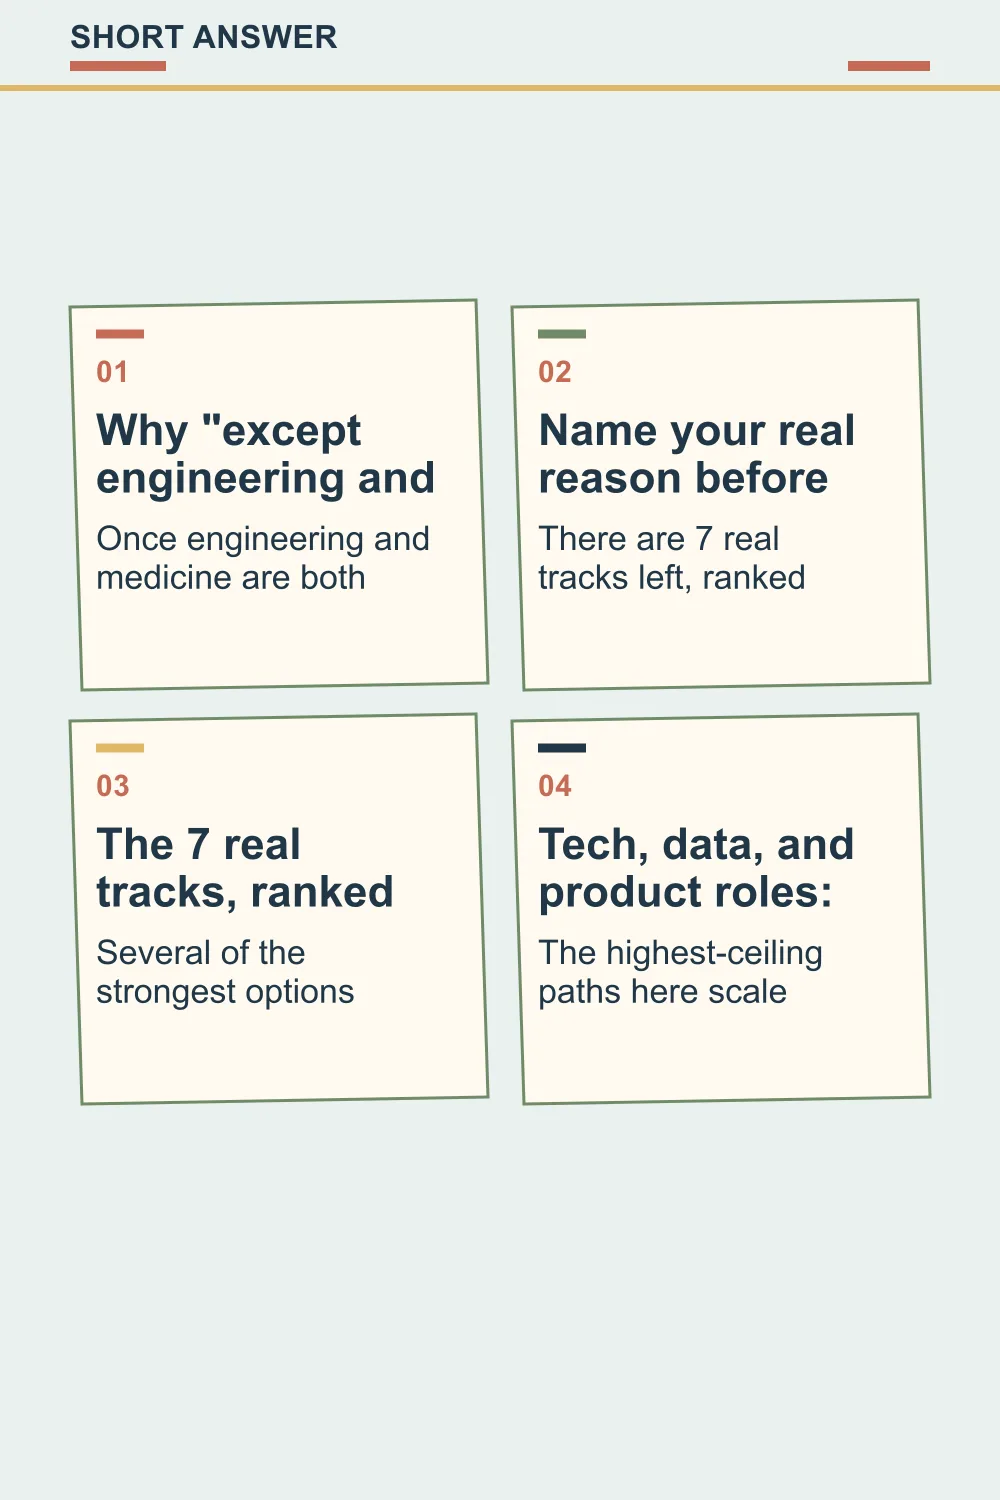 SHORT ANSWER
01
Why "except
engineering and
Once engineering and
medicine are both
02
Name your real
reason before
There are 7 real
tracks left, ranked
03
The 7 real
tracks, ranked
Several of the
strongest options
04
Tech, data, and
product roles:
The highest-ceiling
paths here scale